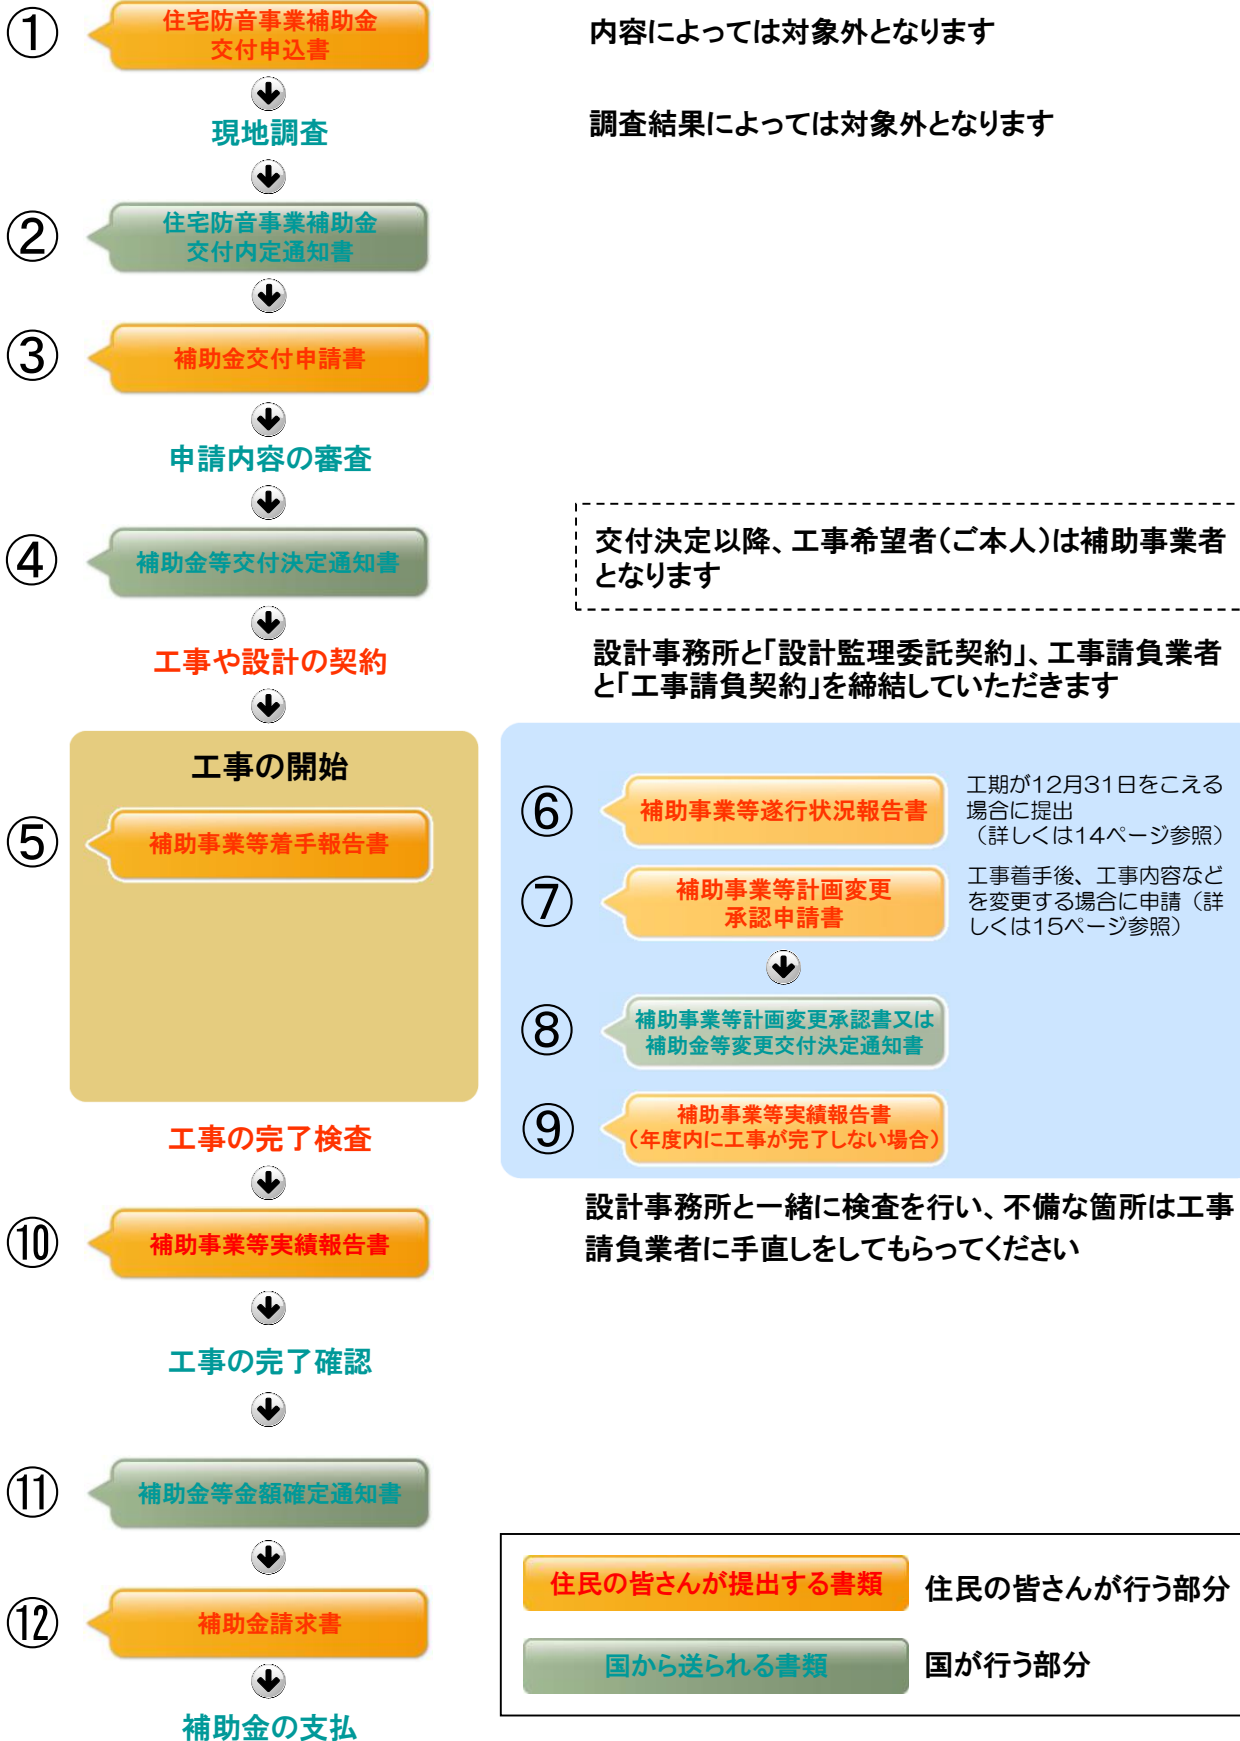 ①
住宅防音事業補助金
交付申込書
内容によっては対象外となります
現地調査
調査結果によっては対象外となります
②
住宅防音事業補助金
交付内定通知書
③
補助金交付申請書
申請内容の審査
④
補助金等交付決定通知書
交付決定以降、工事希望者(ご本人)は補助事業者
となります
工事や設計の契約
設計事務所と「設計監理委託契約」、工事請負業者
と「工事請負契約」を締結していただきます
工事の開始
⑤
補助事業等着手報告書
⑥
補助事業等遂行状況報告書
工期が12月31日をこえる
場合に提出
(詳しくは14ページ参照)
⑦
補助事業等計画変更
承認申請書
工事着手後、工事内容など
を変更する場合に申請(詳
しくは15ページ参照)
⑧
補助事業等計画変更承認書又は
補助金等変更交付決定通知書
⑨
補助事業等実績報告書
(年度内に工事が完了しない場合)
工事の完了検査
設計事務所と一緒に検査を行い、不備な箇所は工事
請負業者に手直しをしてもらってください
⑩
補助事業等実績報告書
工事の完了確認
⑪
補助金等金額確定通知書
⑫
補助金請求書
補助金の支払
住民の皆さんが提出する書類
住民の皆さんが行う部分
国から送られる書類
国が行う部分